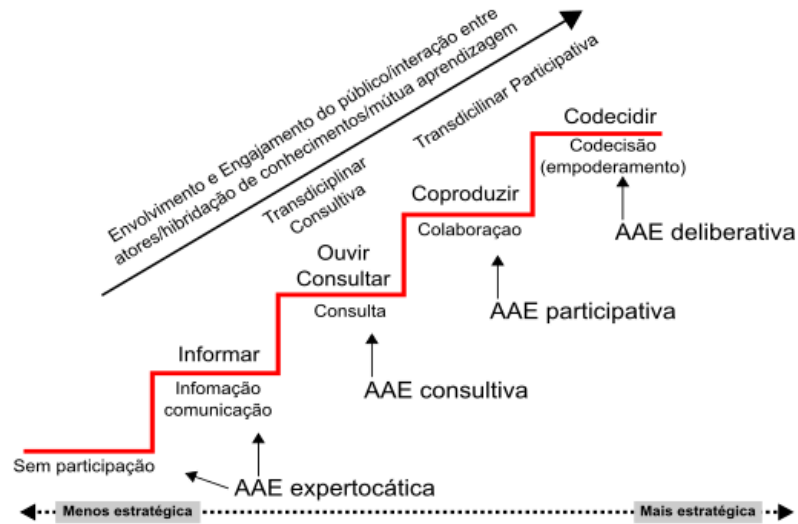 Envolvimento e Engajamento do público/interação entre
atores/hibridação de conhecimentos/mútua aprendizagem
Transdiciplinar
Consultiva
Transdicilinar Participativa
Codecidir
Codecisão
(empoderamento)
AAE deliberativa
Coproduzir
Colaboraçao
AAE participativa
Ouvir
Consultar
Consulta
AAE consultiva
Informar
Infomação
comunicação
Sem participação
AAE expertocática
Menos estratégica
Mais estratégica